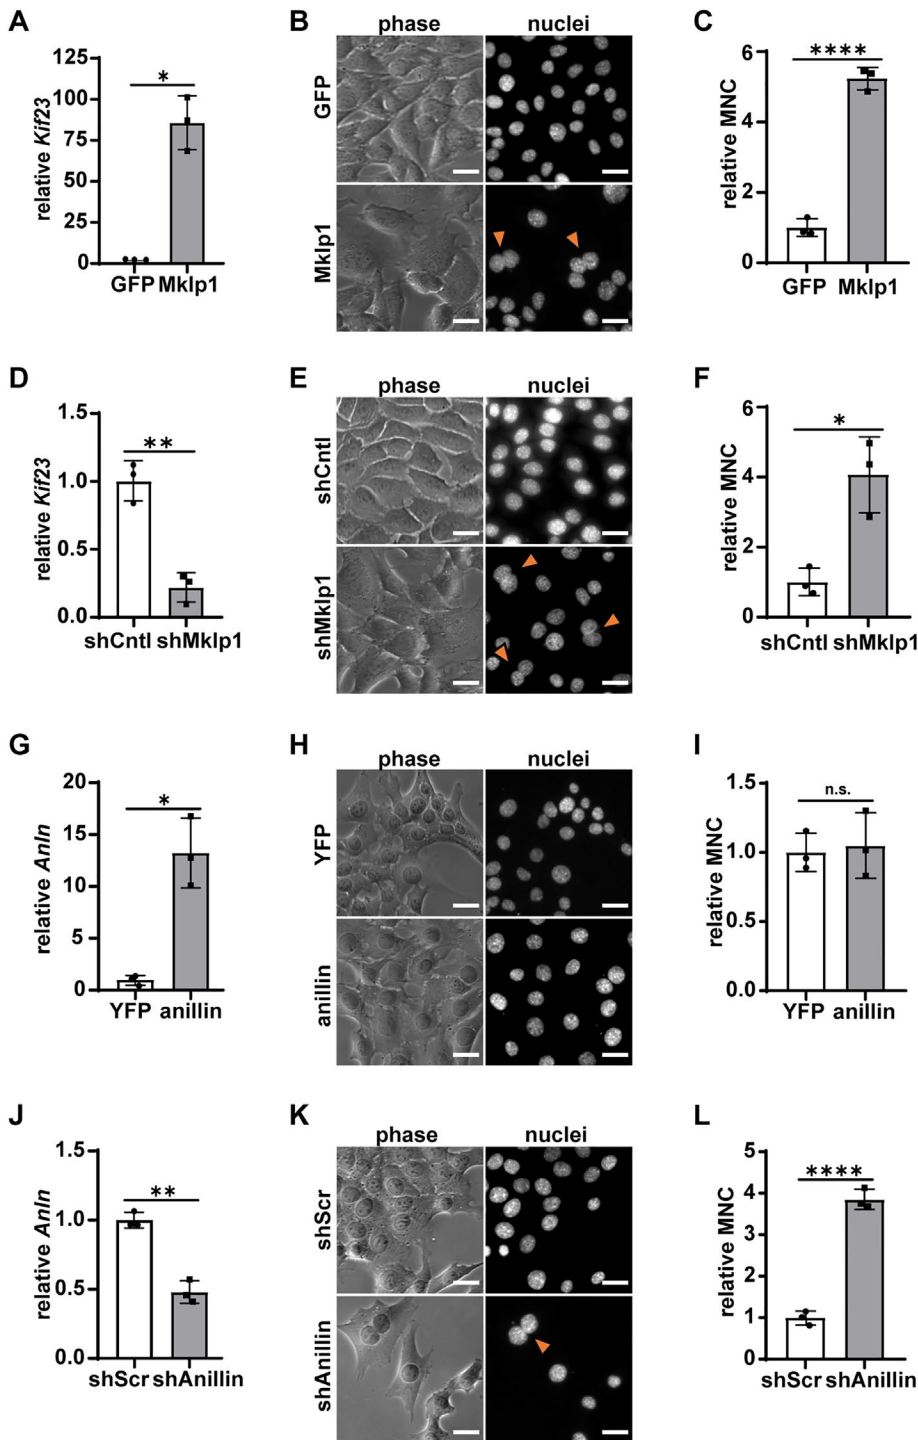 A
relative Kif23
125
100
75
50
25
0
*
GFP Mklp1
B
phase nuclei
GFP
Mklp1
C
relative MNC
6
4
2
0
****
GFP Mklp1
D
relative Kif23
1.5
1.0
0.5
0.0
**
shCntl shMklp1
E
phase nuclei
shCntl
shMklp1
F
relative MNC
6
4
2
0
*
shCntl shMklp1
G
relative Anln
20
15
10
5
0
*
YFP anillin
H
phase nuclei
YFP
anillin
I
relative MNC
1.5
1.0
0.5
0.0
n.s.
YFP anillin
J
relative Anln
1.5
1.0
0.5
0.0
**
shScr shAnillin
K
phase nuclei
shScr
shAnillin
L
relative MNC
5
4
3
2
1
0
****
shScr shAnillin